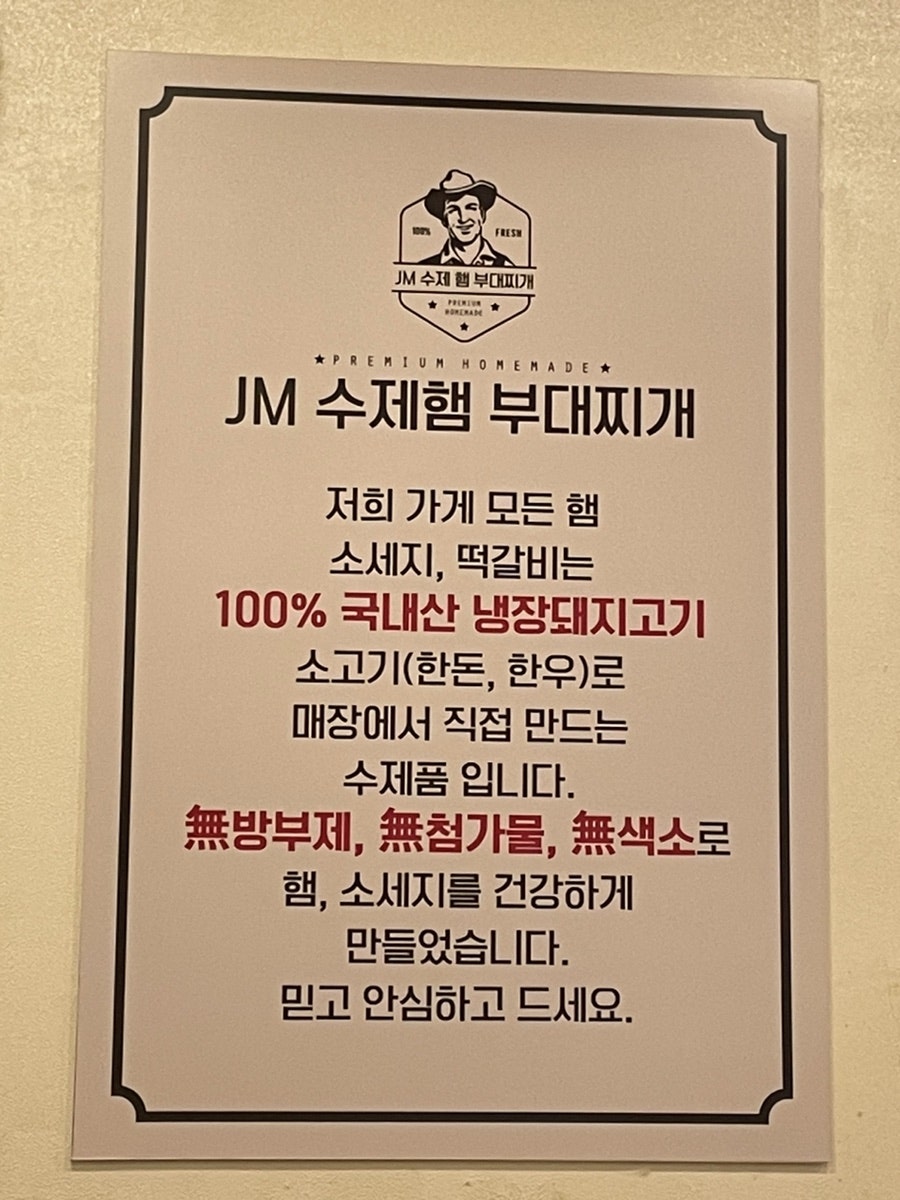 100% FRESH
JM 수제 햄 부대찌개
PREMIUM
HOMEMADE
★PREMIUM HOMEMADE★
JM 수제햄 부대찌개
저희 가게 모든 햄
소세지, 떡갈비는
100% 국내산 냉장돼지고기
소고기(한돈, 한우)로
매장에서 직접 만드는
수제품 입니다.
無방부제, 無첨가물, 無색소로
햄, 소세지를 건강하게
만들었습니다.
믿고 안심하고 드세요.